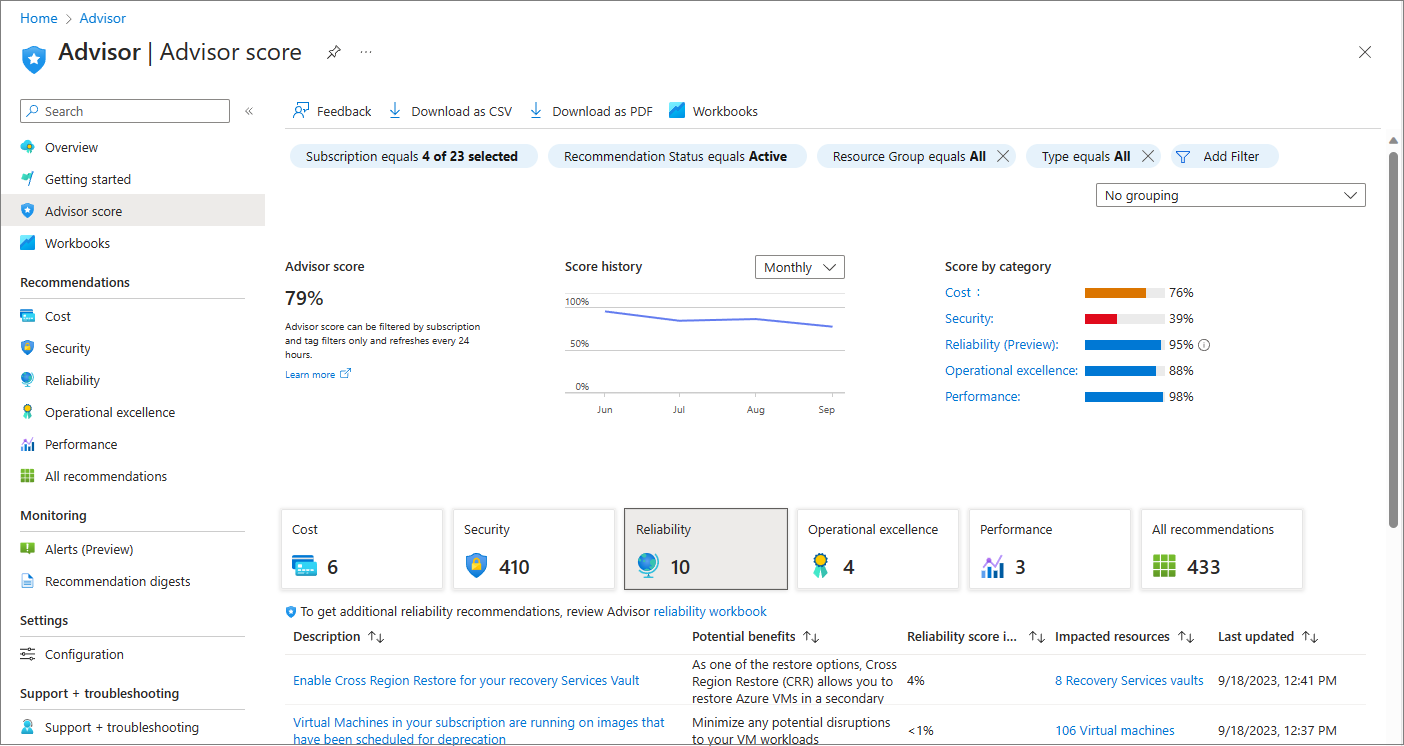 Home > Advisor
Advisor | Advisor score
Search
Overview
Getting started
Advisor score
Workbooks
Recommendations
Cost
Security
Reliability
Operational excellence
Performance
All recommendations
Monitoring
Alerts (Preview)
Recommendation digests
Settings
Configuration
Support + troubleshooting
Support + troubleshooting
Feedback Download as CSV Download as PDF Workbooks
Subscription equals 4 of 23 selected Recommendation Status equals Active Resource Group equals All Type equals All Add Filter
No grouping
Advisor score
79%
Advisor score can be filtered by subscription
and tag filters only and refreshes every 24
hours.
Learn more
Score history Monthly
100%
50%
0%
Jun Jul Aug Sep
Score by category
Cost : 76%
Security: 39%
Reliability (Preview): 95%
Operational excellence: 88%
Performance: 98%
Cost
6
Security
410
Reliability
10
Operational excellence
4
Performance
3
All recommendations
433
To get additional reliability recommendations, review Advisor reliability workbook
Description Potential benefits Reliability score i... Impacted resources Last updated
Enable Cross Region Restore for your recovery Services Vault
As one of the restore options, Cross
Region Restore (CRR) allows you to
restore Azure VMs in a secondary
4% 8 Recovery Services vaults 9/18/2023, 12:41 PM
Virtual Machines in your subscription are running on images that
have been scheduled for deprecation
Minimize any potential disruptions
to your VM workloads
<1% 106 Virtual machines 9/18/2023, 12:37 PM